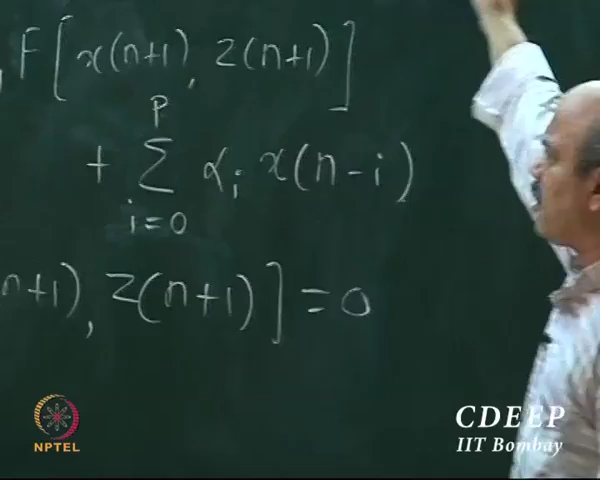 , F[x(n+1), z(n+1)]
p
+ Σ αᵢ x(n-i)
i=0
n+1), z(n+1)] = 0
NPTEL
CDEEP
IIT Bombay